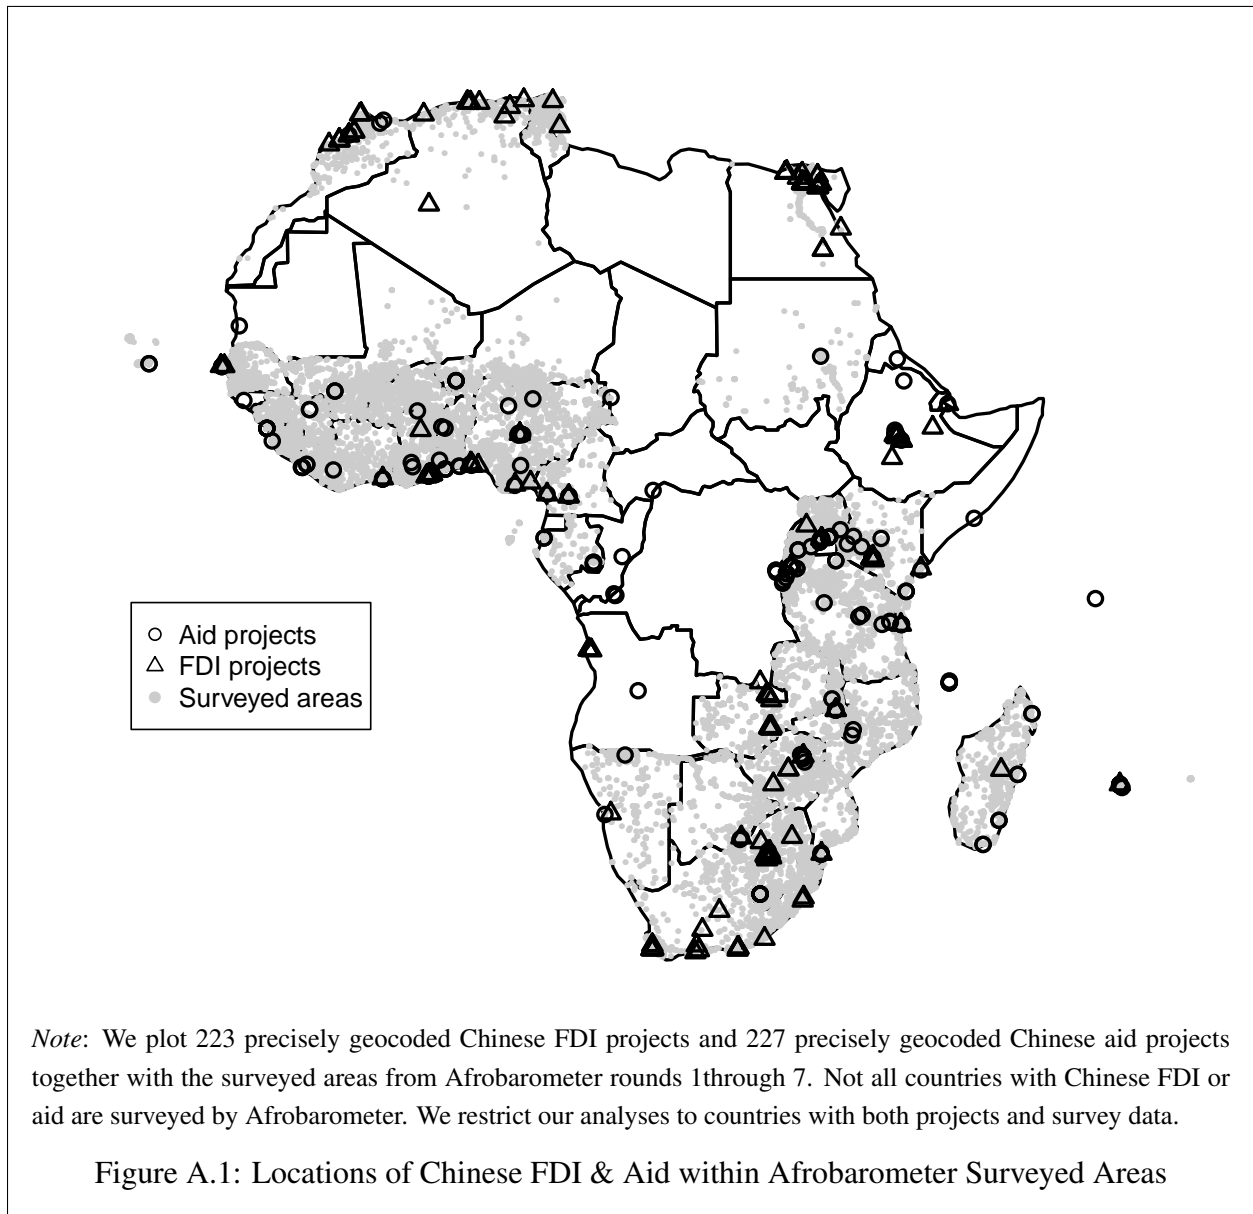 Aid projects
FDI projects
Surveyed areas
Note: We plot 223 precisely geocoded Chinese FDI projects and 227 precisely geocoded Chinese aid projects
together with the surveyed areas from Afrobarometer rounds 1through 7. Not all countries with Chinese FDI or
aid are surveyed by Afrobarometer. We restrict our analyses to countries with both projects and survey data.
Figure A.1: Locations of Chinese FDI & Aid within Afrobarometer Surveyed Areas